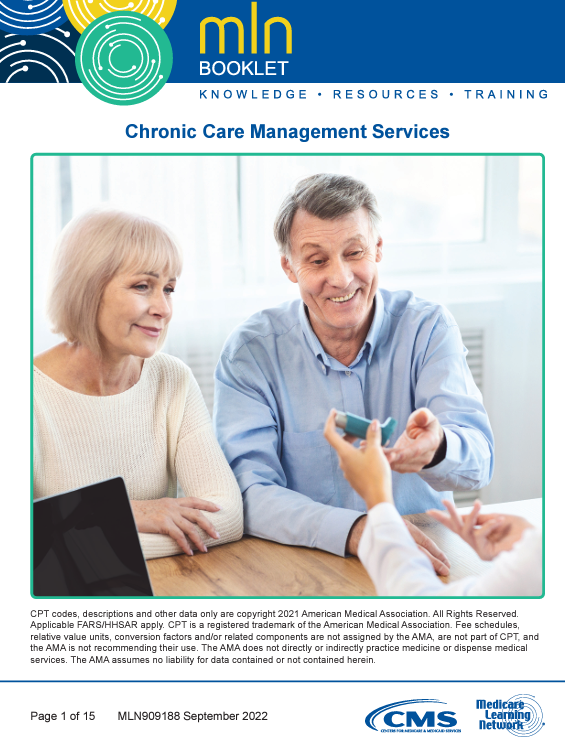 mln
BOOKLET
KNOWLEDGE • RESOURCES • TRAINING
Chronic Care Management Services
CPT codes, descriptions and other data only are copyright 2021 American Medical Association. All Rights Reserved.
Applicable FARS/HHSAR apply. CPT is a registered trademark of the American Medical Association. Fee schedules,
relative value units, conversion factors and/or related components are not assigned by the AMA, are not part of CPT, and
the AMA is not recommending their use. The AMA does not directly or indirectly practice medicine or dispense medical
services. The AMA assumes no liability for data contained or not contained herein.
Page 1 of 15 MLN909188 September 2022
CMS
CENTERS FOR MEDICARE & MEDICAID SERVICES
Medicare
Learning
Network